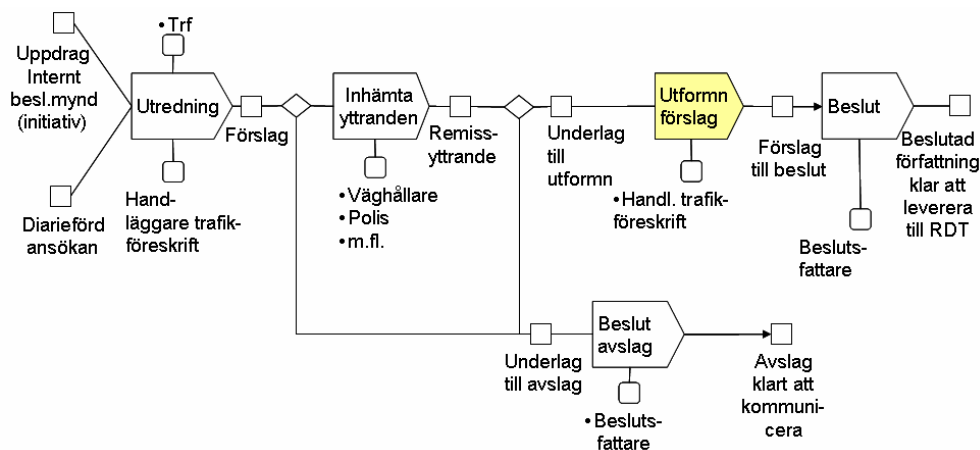 • Trf
Uppdrag
Internt
besl.mynd
(initiativ)
Utredning
Förslag
Inhämta
yttranden
Remiss-
yttrande
Underlag
till
utformn
Utformn
förslag
Förslag
till beslut
Beslut
Beslutad
författning
klar att
leverera
till RDT
Diarieförd
ansökan
Hand-
läggare trafik-
föreskrift
• Väghållare
• Polis
• m.fl.
• Handl. trafik-
föreskrift
Besluts-
fattare
Underlag
till avslag
Beslut
avslag
• Besluts-
fattare
Avslag
klart att
kommuni-
cera